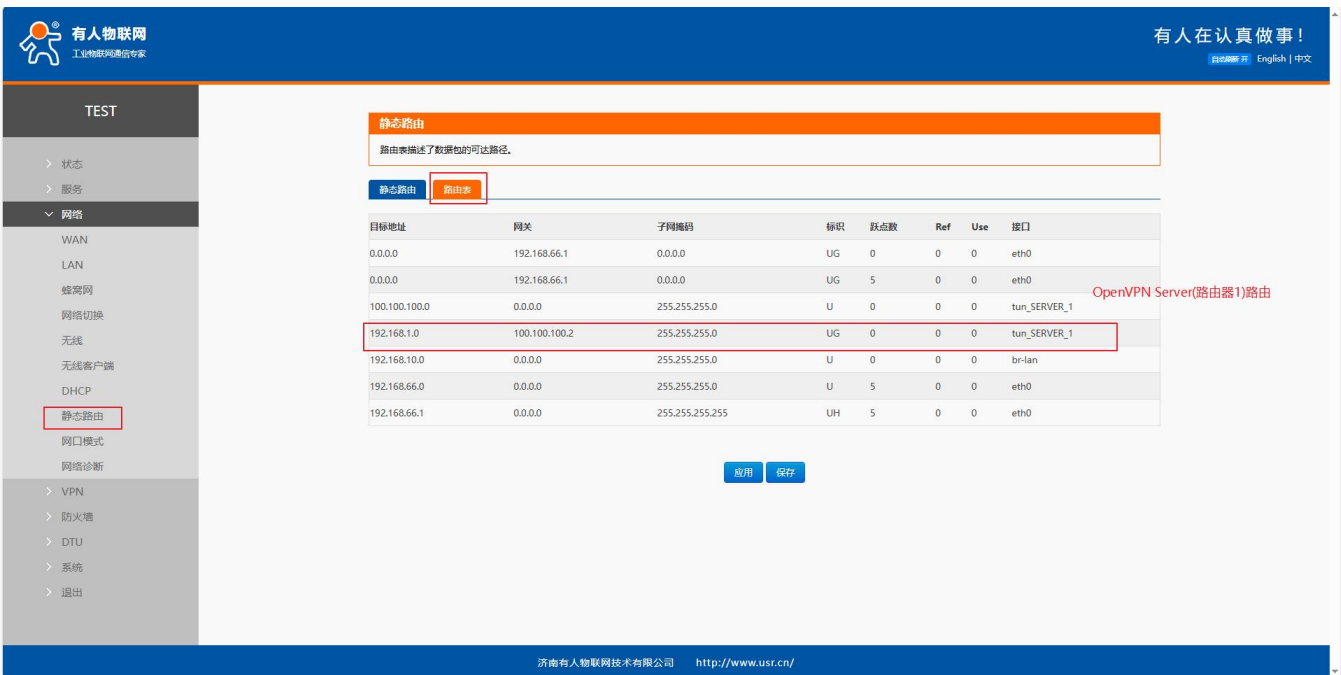 有人物联网
工业物联网通信专家
有人在认真做事！
自动刷新 开 English | 中文
TEST
状态
服务
网络
WAN
LAN
蜂窝网
网络切换
无线
无线客户端
DHCP
静态路由
网口模式
网络诊断
VPN
防火墙
DTU
系统
退出
静态路由
路由表描述了数据包的可达路径。
静态路由 路由表
目标地址 网关 子网掩码 标识 跃点数 Ref Use 接口
0.0.0.0 192.168.66.1 0.0.0.0 UG 0 0 0 eth0
0.0.0.0 192.168.66.1 0.0.0.0 UG 5 0 0 eth0
OpenVPN Server(路由器1)路由
100.100.100.0 0.0.0.0 255.255.255.0 U 0 0 0 tun_SERVER_1
192.168.1.0 100.100.100.2 255.255.255.0 UG 0 0 0 tun_SERVER_1
192.168.10.0 0.0.0.0 255.255.255.0 U 0 0 0 br-lan
192.168.66.0 0.0.0.0 255.255.255.0 U 5 0 0 eth0
192.168.66.1 0.0.0.0 255.255.255.255 UH 5 0 0 eth0
应用 保存
济南有人物联网技术有限公司 http://www.usr.cn/